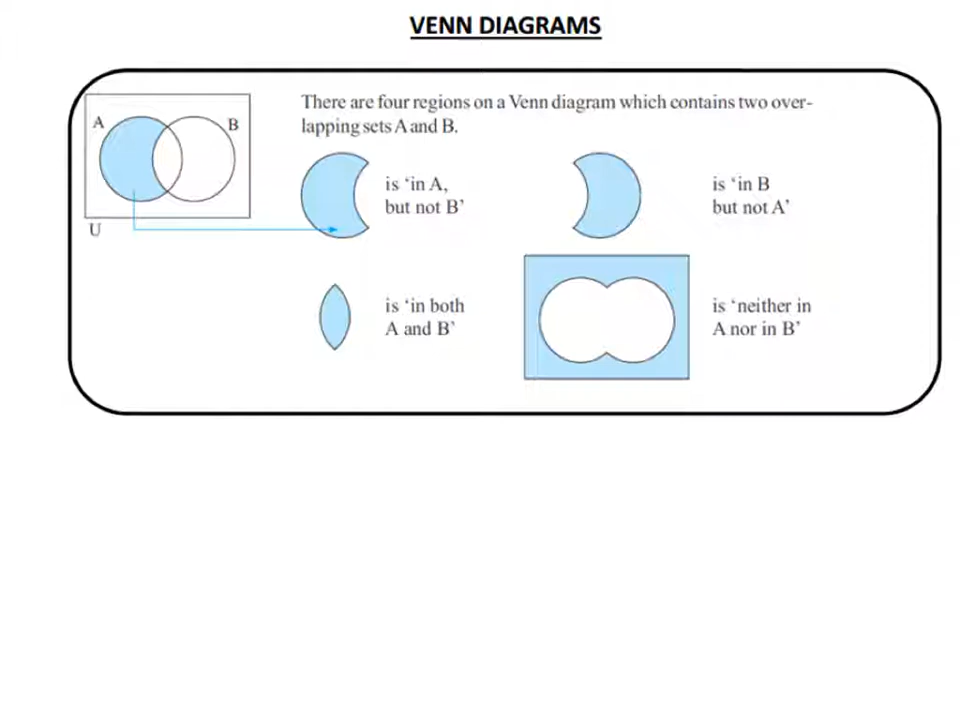 VENN DIAGRAMS
There are four regions on a Venn diagram which contains two over-
lapping sets A and B.
A
B
U
is ‘in A,
but not B’
is ‘in B
but not A’
is ‘in both
A and B’
is ‘neither in
A nor in B’